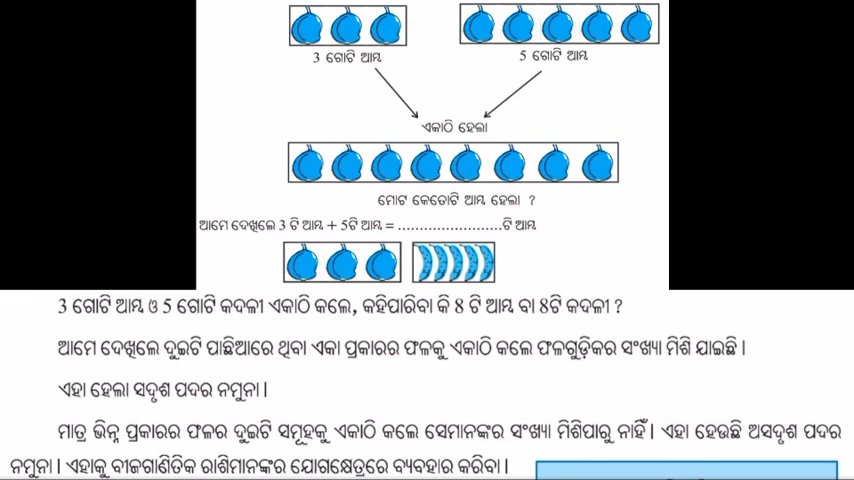 3 ଗୋଟି ଆମ୍ଭ
5 ଗୋଟି ଆମ୍ଭ
ଏକାଠି ହେଲା
ମୋଟ କେତୋଟି ଆମ୍ଭ ହେଲା ?
ଆମେ ଦେଖିଲେ 3 ଟି ଆମ୍ଭ + 5ଟି ଆମ୍ଭ = ........................ଟି ଆମ୍ଭ
3 ଗୋଟି ଆମ୍ଭ ଓ 5 ଗୋଟି କଦଳୀ ଏକାଠି କଲେ, କହିପାରିବା କି 8 ଟି ଆମ୍ଭ ବା 8ଟି କଦଳୀ ?
ଆମେ ଦେଖିଲେ ଦୁଇଟି ପାଛିଆରେ ଥିବା ଏକା ପ୍ରକାରର ଫଳକୁ ଏକାଠି କଲେ ଫଳଗୁଡ଼ିକର ସଂଖ୍ୟା ମିଶି ଯାଇଛି ।
ଏହା ହେଲା ସଦୃଶ ପଦର ନମୁନା ।
ମାତ୍ର ଭିନ୍ନ ପ୍ରକାରର ଫଳର ଦୁଇଟି ସମୂହକୁ ଏକାଠି କଲେ ସେମାନଙ୍କର ସଂଖ୍ୟା ମିଶିପାରୁ ନାହିଁ । ଏହା ହେଉଛି ଅସଦୃଶ ପଦର
ନମୁନା । ଏହାକୁ ବୀଜଗାଣିତିକ ରାଶିମାନଙ୍କର ଯୋଗକ୍ଷେତ୍ରରେ ବ୍ୟବହାର କରିବା ।